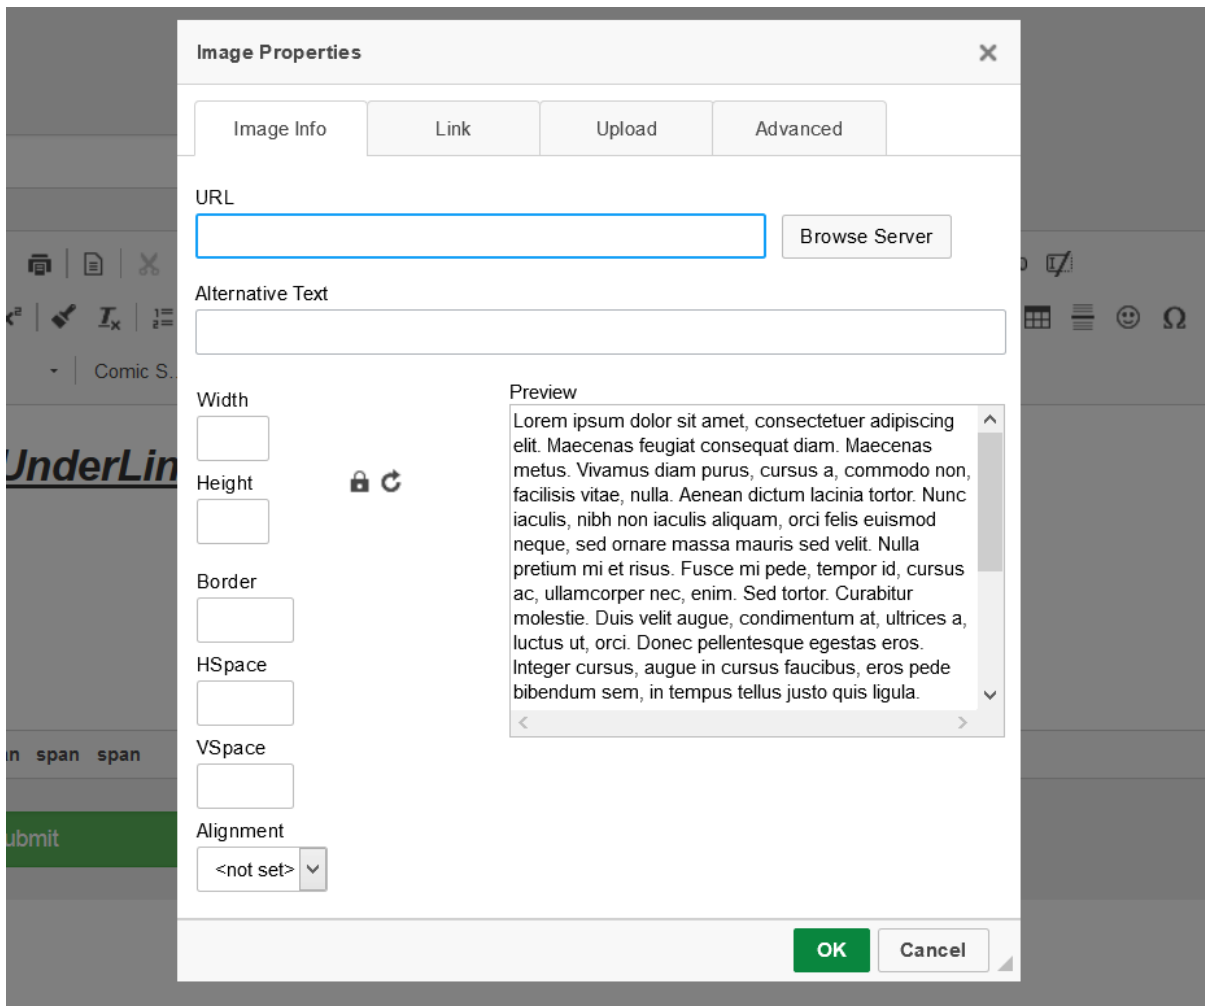 Image Properties
Image Info Link Upload Advanced
URL
Browse Server
Alternative Text
Comic S..
Width
Preview
Lorem ipsum dolor sit amet, consectetuer adipiscing
elit. Maecenas feugiat consequat diam. Maecenas
metus. Vivamus diam purus, cursus a, commodo non,
facilisis vitae, nulla. Aenean dictum lacinia tortor. Nunc
iaculis, nibh non iaculis aliquam, orci felis euismod
neque, sed ornare massa mauris sed velit. Nulla
pretium mi et risus. Fusce mi pede, tempor id, cursus
ac, ullamcorper nec, enim. Sed tortor. Curabitur
molestie. Duis velit augue, condimentum at, ultrices a,
luctus ut, orci. Donec pellentesque egestas eros.
Integer cursus, augue in cursus faucibus, eros pede
bibendum sem, in tempus tellus justo quis ligula.
UnderLin
Height
Border
HSpace
VSpace
span span
ubmit
Alignment
<not set>
OK Cancel